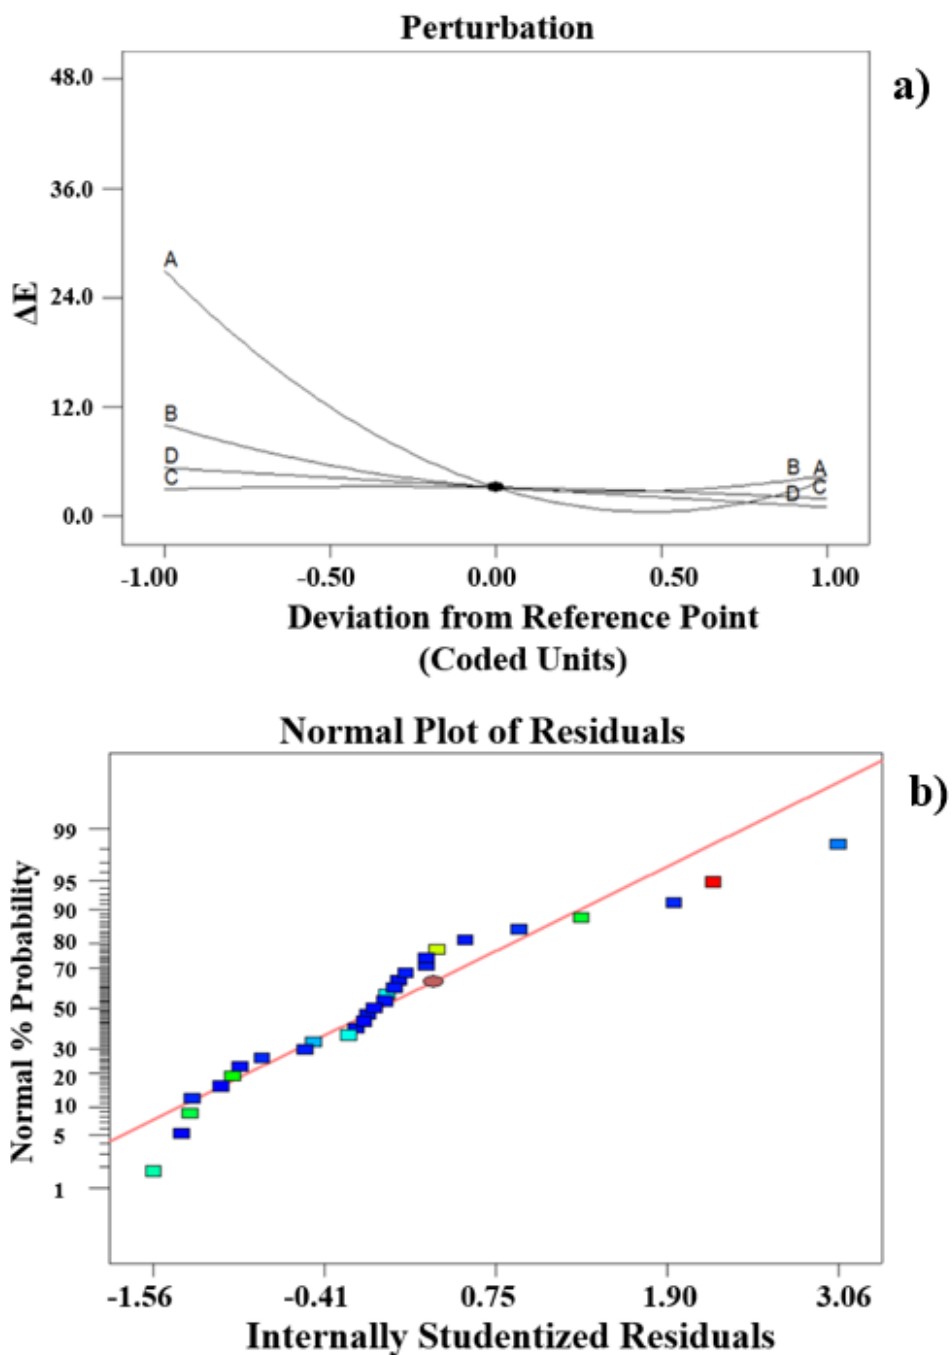 Perturbation
a)
48.0
36.0
24.0
12.0
0.0
ΔE
A
B
D
C
B A
D C
-1.00 -0.50 0.00 0.50 1.00
Deviation from Reference Point
(Coded Units)
Normal Plot of Residuals
b)
99
95
90
80
70
50
30
20
10
5
1
Normal % Probability
-1.56 -0.41 0.75 1.90 3.06
Internally Studentized Residuals